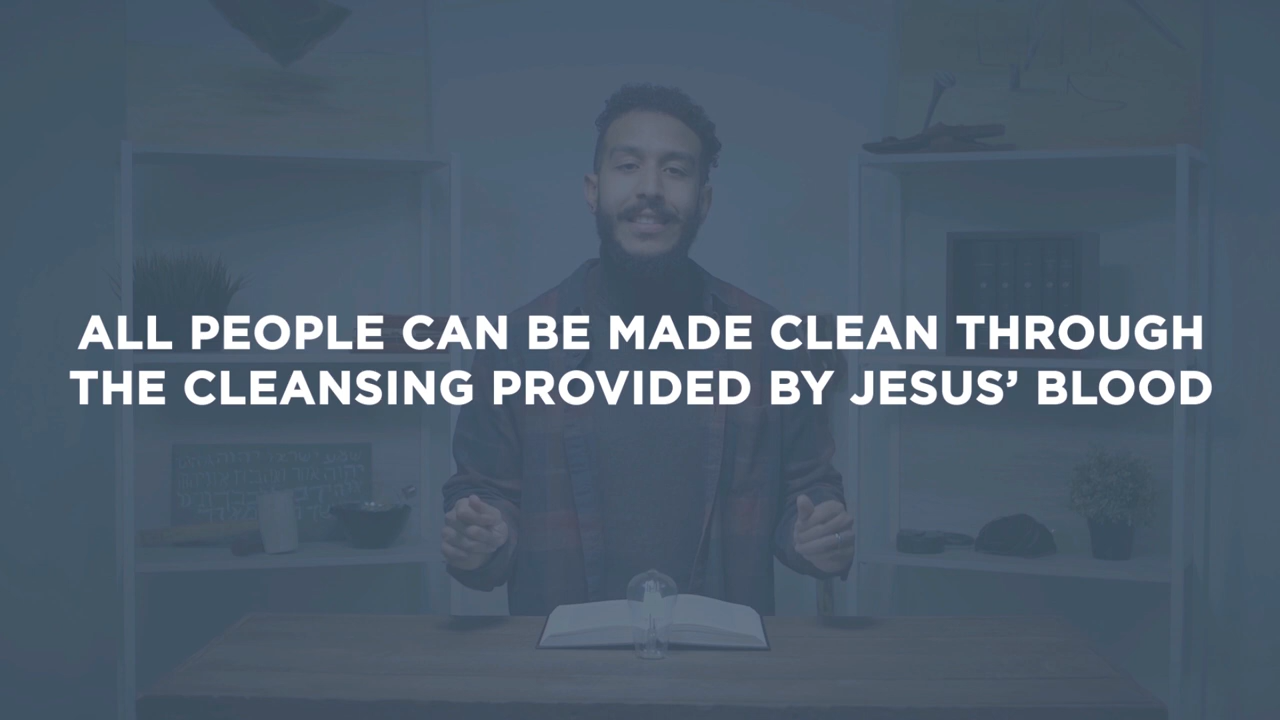 ALL PEOPLE CAN BE MADE CLEAN THROUGH
THE CLEANSING PROVIDED BY JESUS’ BLOOD